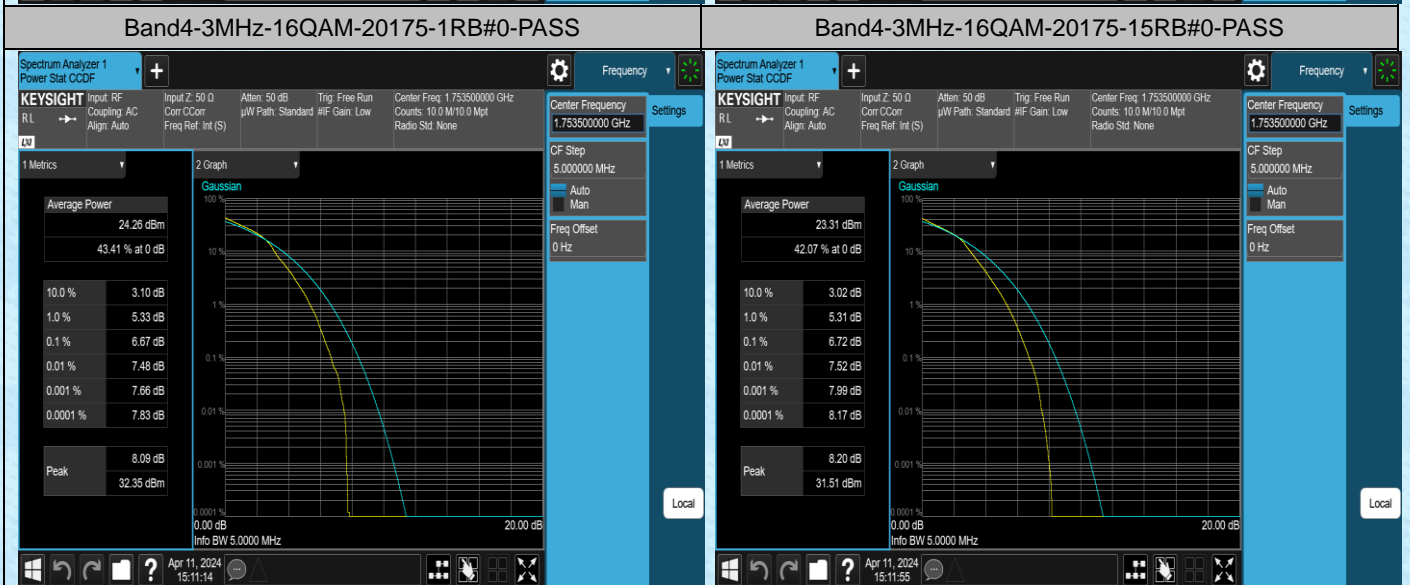 Band4-3MHz-16QAM-20175-1RB#0-PASS
Spectrum Analyzer 1
Power Stat CCDF
+
Frequency
KEYSIGHT
R L
LXI
Input: RF
Coupling: AC
Align: Auto
Input Z: 50 Ω
Corr CCorr
Freq Ref: Int (S)
Atten: 50 dB
µW Path: Standard
Trig: Free Run
#IF Gain: Low
Center Freq: 1.753500000 GHz
Counts: 10.0 M/10.0 Mpt
Radio Std: None
Center Frequency
1.753500000 GHz
Settings
CF Step
5.000000 MHz
Auto
Man
Freq Offset
0 Hz
Local
1 Metrics
Average Power
24.26 dBm
43.41 % at 0 dB
10.0 % 3.10 dB
1.0 % 5.33 dB
0.1 % 6.67 dB
0.01 % 7.48 dB
0.001 % 7.66 dB
0.0001 % 7.83 dB
Peak
8.09 dB
32.35 dBm
2 Graph
Gaussian
100 %
10 %
1 %
0.1 %
0.01 %
0.001 %
0.0001 %
0.00 dB 20.00 dB
Info BW 5.0000 MHz
?
Apr 11, 2024
15:11:14
Band4-3MHz-16QAM-20175-15RB#0-PASS
Spectrum Analyzer 1
Power Stat CCDF
+
Frequency
KEYSIGHT
R L
LXI
Input: RF
Coupling: AC
Align: Auto
Input Z: 50 Ω
Corr CCorr
Freq Ref: Int (S)
Atten: 50 dB
µW Path: Standard
Trig: Free Run
#IF Gain: Low
Center Freq: 1.753500000 GHz
Counts: 10.0 M/10.0 Mpt
Radio Std: None
Center Frequency
1.753500000 GHz
Settings
CF Step
5.000000 MHz
Auto
Man
Freq Offset
0 Hz
Local
1 Metrics
Average Power
23.31 dBm
42.07 % at 0 dB
10.0 % 3.02 dB
1.0 % 5.31 dB
0.1 % 6.72 dB
0.01 % 7.52 dB
0.001 % 7.99 dB
0.0001 % 8.17 dB
Peak
8.20 dB
31.51 dBm
2 Graph
Gaussian
100 %
10 %
1 %
0.1 %
0.01 %
0.001 %
0.0001 %
0.00 dB 20.00 dB
Info BW 5.0000 MHz
?
Apr 11, 2024
15:11:55